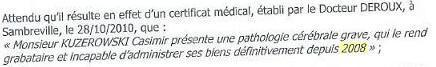 Attendu qu'il résulte en effet d'un certificat médical, établi par le Docteur DEROUX, à
Sambreville, le 28/10/2010, que :
« Monsieur KUZEROWSKI Casimir présente une pathologie cérébrale grave, qui le rend
grabataire et incapable d'administrer ses biens définitivement depuis 2008 » ;